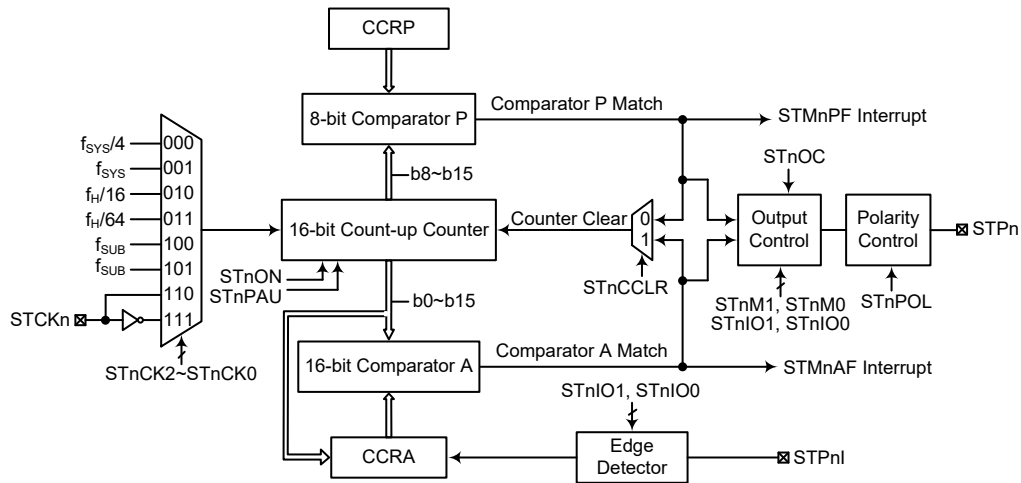 CCRP
8-bit Comparator P
Comparator P Match
STMnPF Interrupt
fSYS/4
000
fSYS
001
fH/16
010
fH/64
011
fSUB
100
fSUB
101
110
111
STCKn
STnCK2~STnCK0
b8~b15
16-bit Count-up Counter
STnON
STnPAU
b0~b15
Counter Clear
0
1
STnCCLR
STnOC
Output
Control
Polarity
Control
STPn
STnM1, STnM0
STnIO1, STnIO0
STnPOL
16-bit Comparator A
Comparator A Match
STMnAF Interrupt
STnIO1, STnIO0
CCRA
Edge
Detector
STPnI